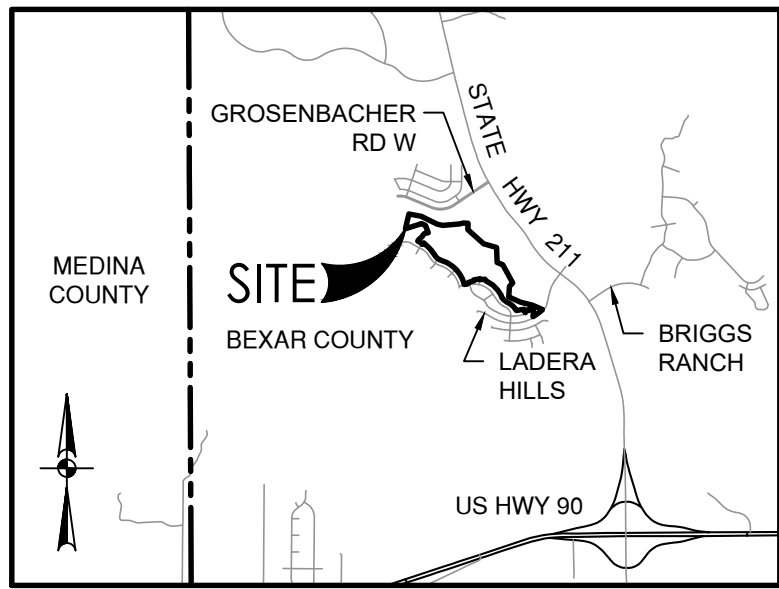 GROSENBACHER
RD W
STATE HWY 211
MEDINA
COUNTY
SITE
BEXAR COUNTY
LADERA
HILLS
BRIGGS
RANCH
US HWY 90